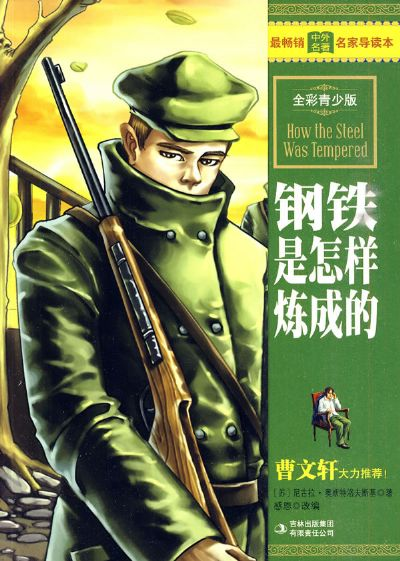 最畅销 中外名著 名家导读本
全彩青少版
How the Steel
Was Tempered
钢铁
是怎样
炼成的
曹文轩大力推荐!
[苏]尼古拉·奥斯特洛夫斯基 著
感恩 改编
吉林出版集团
有限责任公司